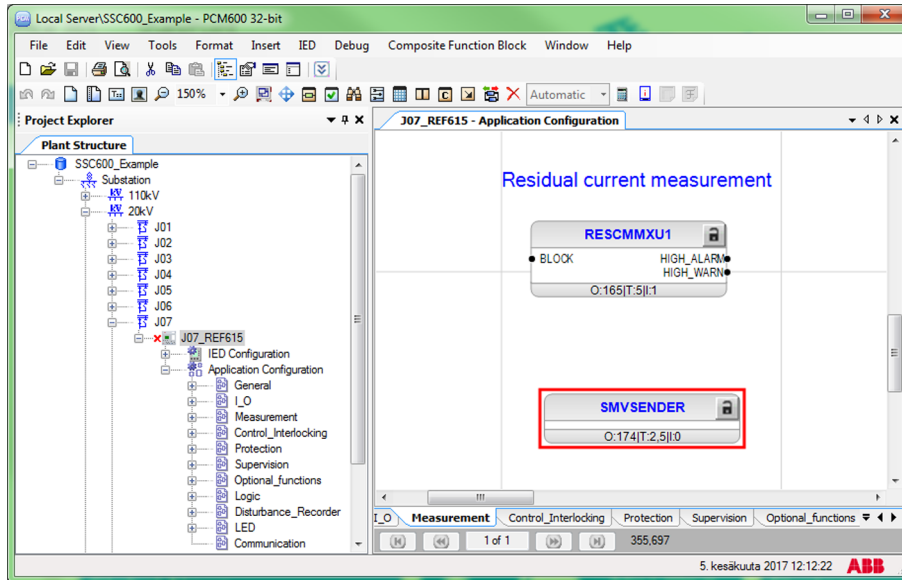 Local Server\SSC600_Example - PCM600 32-bit
File Edit View Tools Format Insert IED Debug Composite Function Block Window Help
150% Automatic
Project Explorer
Plant Structure
SSC600_Example
Substation
110kV
20kV
J01
J02
J03
J04
J05
J06
J07
J07_REF615
IED Configuration
Application Configuration
General
I_O
Measurement
Control_Interlocking
Protection
Supervision
Optional_functions
Logic
Disturbance_Recorder
LED
Communication
J07_REF615 - Application Configuration
Residual current measurement
RESCMMXU1
BLOCK HIGH_ALARM
HIGH_WARN
O:165|T:5|I:1
SMVSENDER
O:174|T:2,5|I:0
I_O Measurement Control_Interlocking Protection Supervision Optional_functions
1 of 1 355,697
5. kesäkuuta 2017 12:12:22 ABB